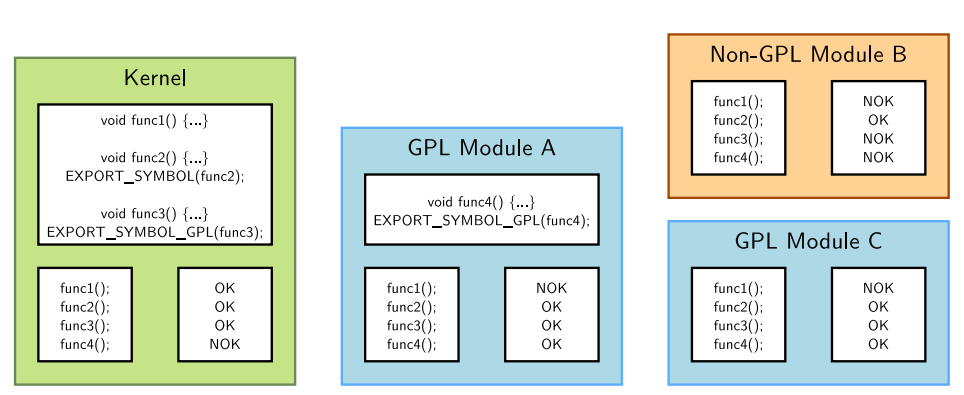 Kernel
void func1() {...}
void func2() {...}
EXPORT_SYMBOL(func2);
void func3() {...}
EXPORT_SYMBOL_GPL(func3);
func1();
func2();
func3();
func4();
OK
OK
OK
NOK
GPL Module A
void func4() {...}
EXPORT_SYMBOL_GPL(func4);
func1();
func2();
func3();
func4();
NOK
OK
OK
OK
Non-GPL Module B
func1();
func2();
func3();
func4();
NOK
OK
NOK
NOK
GPL Module C
func1();
func2();
func3();
func4();
NOK
OK
OK
OK